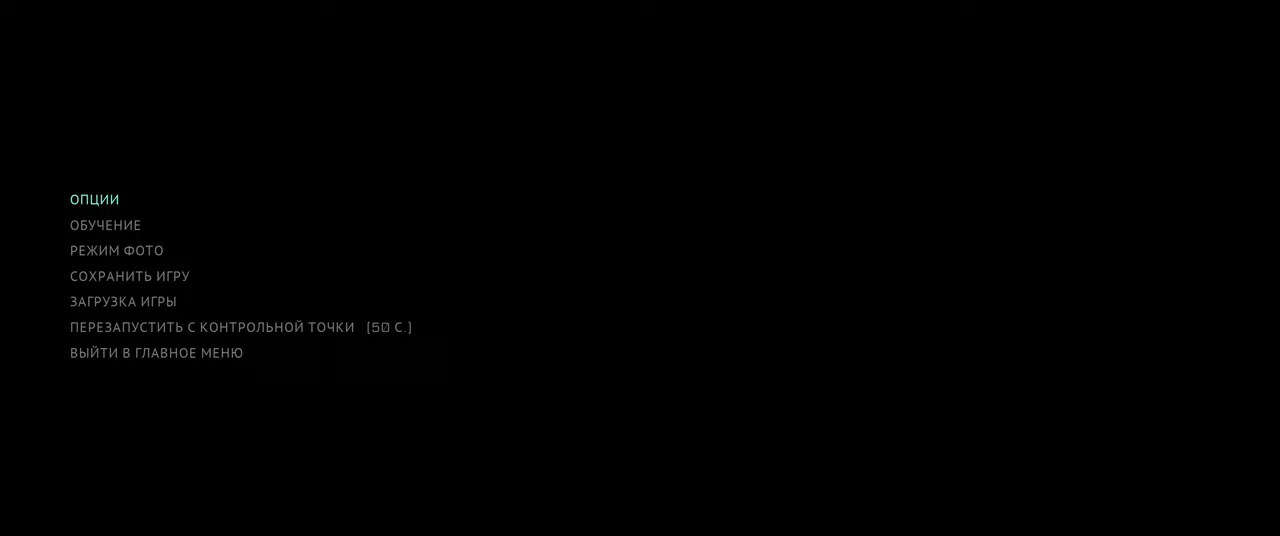 ОПЦИИ
ОБУЧЕНИЕ
РЕЖИМ ФОТО
СОХРАНИТЬ ИГРУ
ЗАГРУЗКА ИГРЫ
ПЕРЕЗАПУСТИТЬ С КОНТРОЛЬНОЙ ТОЧКИ (50 С.)
ВЫЙТИ В ГЛАВНОЕ МЕНЮ